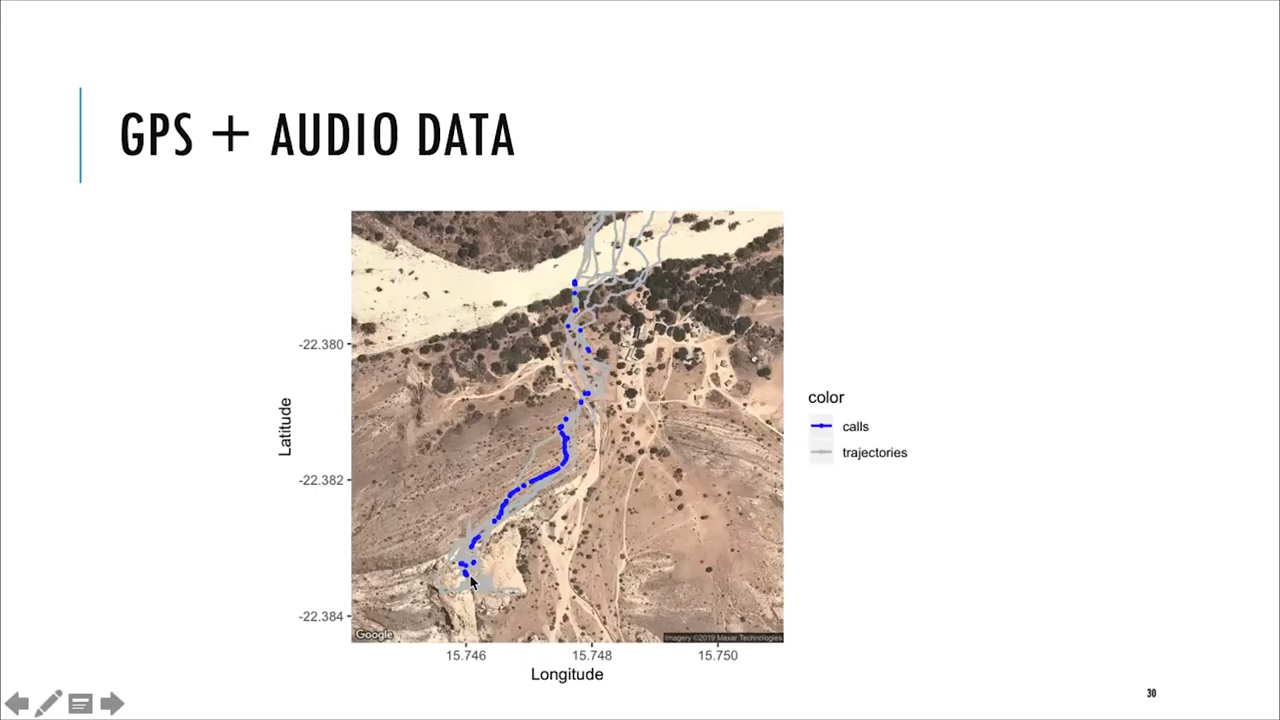 GPS + AUDIO DATA
-22.380
-22.382
-22.384
Latitude
15.746
15.748
15.750
Longitude
Google
Imagery ©2019 Maxar Technologies
color
calls
trajectories
30